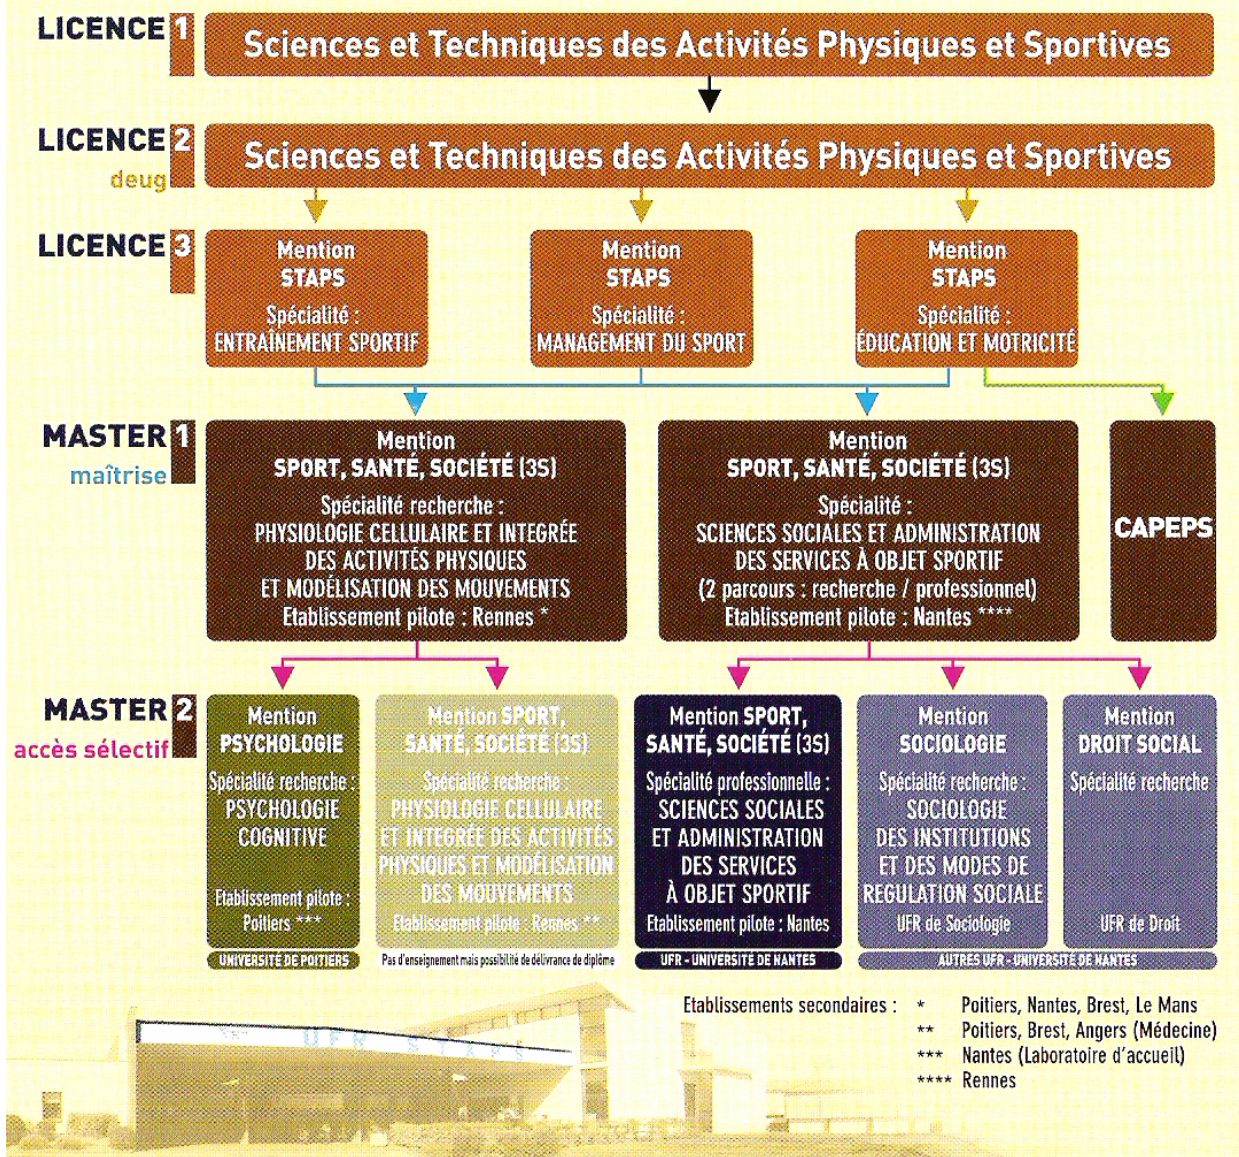 LICENCE 1
Sciences et Techniques des Activités Physiques et Sportives
LICENCE 2
deug
Sciences et Techniques des Activités Physiques et Sportives
LICENCE 3
Mention
STAPS
Spécialité :
ENTRAÎNEMENT SPORTIF
Mention
STAPS
Spécialité :
MANAGEMENT DU SPORT
Mention
STAPS
Spécialité :
ÉDUCATION ET MOTRICITÉ
MASTER 1
maîtrise
Mention
SPORT, SANTÉ, SOCIÉTÉ (3S)
Spécialité recherche :
PHYSIOLOGIE CELLULAIRE ET INTEGRÉE
DES ACTIVITÉS PHYSIQUES
ET MODÉLISATION DES MOUVEMENTS
Etablissement pilote : Rennes *
Mention
SPORT, SANTÉ, SOCIÉTÉ (3S)
Spécialité :
SCIENCES SOCIALES ET ADMINISTRATION
DES SERVICES À OBJET SPORTIF
(2 parcours : recherche / professionnel)
Etablissement pilote : Nantes ****
CAPEPS
MASTER 2
accès sélectif
Mention
PSYCHOLOGIE
Spécialité recherche :
PSYCHOLOGIE
COGNITIVE
Etablissement pilote :
Poitiers ***
UNIVERSITÉ DE POITIERS
Mention SPORT,
SANTÉ, SOCIÉTÉ (3S)
Spécialité recherche :
PHYSIOLOGIE CELLULAIRE
ET INTEGRÉE DES ACTIVITÉS
PHYSIQUES ET MODÉLISATION
DES MOUVEMENTS
Etablissement pilote : Rennes **
Pas d'enseignement mais possibilité de délivrance de diplôme
Mention SPORT,
SANTÉ, SOCIÉTÉ (3S)
Spécialité professionnelle :
SCIENCES SOCIALES
ET ADMINISTRATION
DES SERVICES
À OBJET SPORTIF
Etablissement pilote : Nantes
UFR - UNIVERSITÉ DE NANTES
Mention
SOCIOLOGIE
Spécialité recherche :
SOCIOLOGIE
DES INSTITUTIONS
ET DES MODES DE
REGULATION SOCIALE
UFR de Sociologie
Mention
DROIT SOCIAL
Spécialité recherche
UFR de Droit
AUTRES UFR - UNIVERSITÉ DE NANTES
Etablissements secondaires : * Poitiers, Nantes, Brest, Le Mans
** Poitiers, Brest, Angers (Médecine)
*** Nantes (Laboratoire d'accueil)
**** Rennes
UFR STAPS